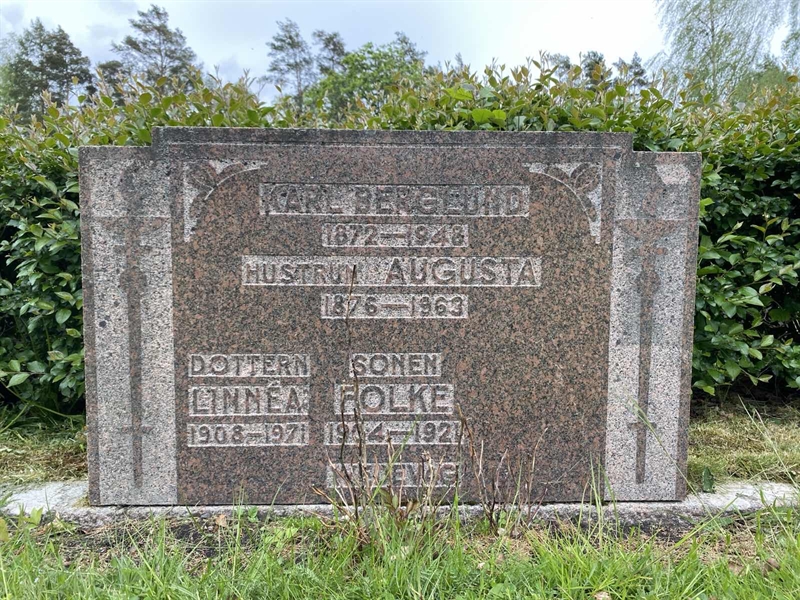 KARL BERGLUND
1872—1948
HUSTRUN AUGUSTA
1876—1963
DOTTERN
LINNÉA
1908—1971
SONEN
FOLKE
1921